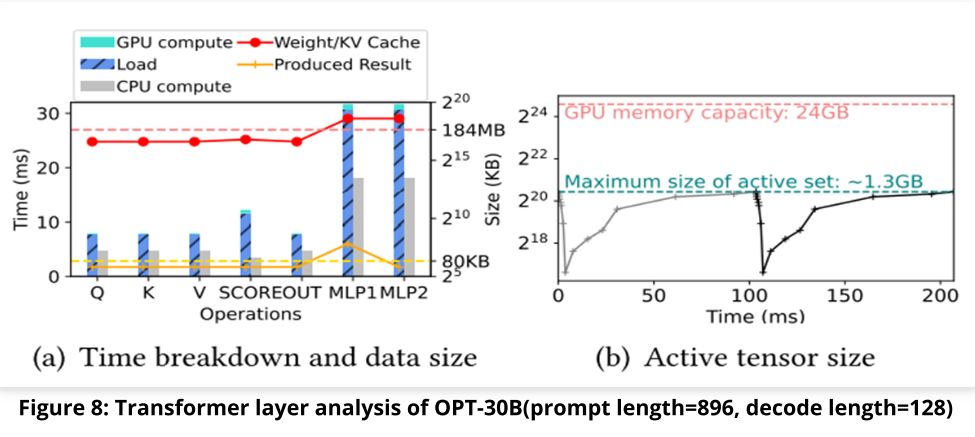 GPU compute Weight/KV Cache
Load Produced Result
CPU compute
30
20
10
0
Time (ms)
2^20
184MB
2^15
2^10
80KB
2^5
Size (KB)
Q K V SCORE OUT MLP1 MLP2
Operations
(a) Time breakdown and data size
2^24
2^22
2^20
2^18
GPU memory capacity: 24GB
Maximum size of active set: ~1.3GB
0 50 100 150 200
Time (ms)
(b) Active tensor size
Figure 8: Transformer layer analysis of OPT-30B(prompt length=896, decode length=128)